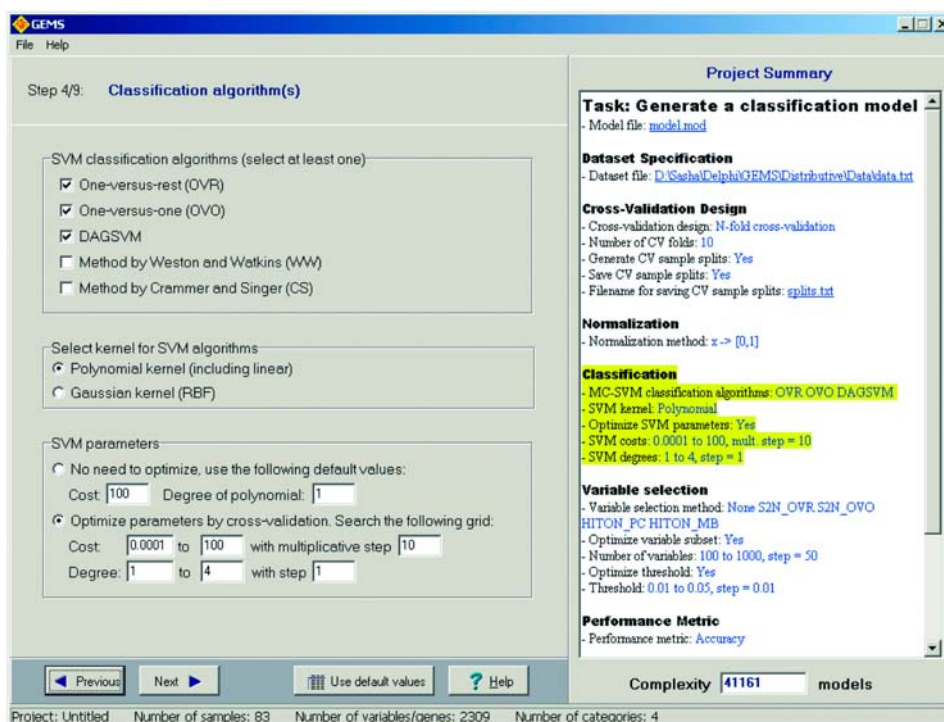 GEMS
File Help
Step 4/9: Classification algorithm(s)
SVM classification algorithms (select at least one)
One-versus-rest (OVR)
One-versus-one (OVO)
DAGSVM
Method by Weston and Watkins (WW)
Method by Crammer and Singer (CS)
Select kernel for SVM algorithms
Polynomial kernel (including linear)
Gaussian kernel (RBF)
SVM parameters
No need to optimize, use the following default values:
Cost: 100 Degree of polynomial: 1
Optimize parameters by cross-validation. Search the following grid:
Cost: 0.0001 to 100 with multiplicative step 10
Degree: 1 to 4 with step 1
Previous Next Use default values ? Help
Project Summary
Task: Generate a classification model
- Model file: model.mod
Dataset Specification
- Dataset file: D:\Sasha\Delphi\GEMS\Distributive\Data\data.txt
Cross-Validation Design
- Cross-validation design: N-fold cross-validation
- Number of CV folds: 10
- Generate CV sample splits: Yes
- Save CV sample splits: Yes
- Filename for saving CV sample splits: splits.txt
Normalization
- Normalization method: x -> [0,1]
Classification
- MC-SVM classification algorithms: OVR OVO DAGSVM
- SVM kernel: Polynomial
- Optimize SVM parameters: Yes
- SVM costs: 0.0001 to 100, mult. step = 10
- SVM degrees: 1 to 4, step = 1
Variable selection
- Variable selection method: None S2N_OVR S2N_OVO
HITON_PC HITON_MB
- Optimize variable subset: Yes
- Number of variables: 100 to 1000, step = 50
- Optimize threshold: Yes
- Threshold: 0.01 to 0.05, step = 0.01
Performance Metric
- Performance metric: Accuracy
Complexity 41161 models
Project: Untitled Number of samples: 83 Number of variables/genes: 2309 Number of categories: 4